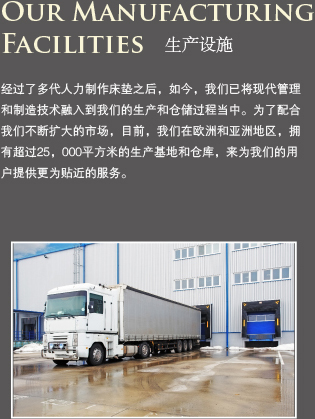 OUR MANUFACTURING
FACILITIES 生产设施
经过了多代人力制作床垫之后，如今，我们已将现代管理
和制造技术融入到我们的生产和仓储过程当中。为了配合
我们不断扩大的市场，目前，我们在欧洲和亚洲地区，拥
有超过25，000平方米的生产基地和仓库，来为我们的用
户提供更为贴近的服务。